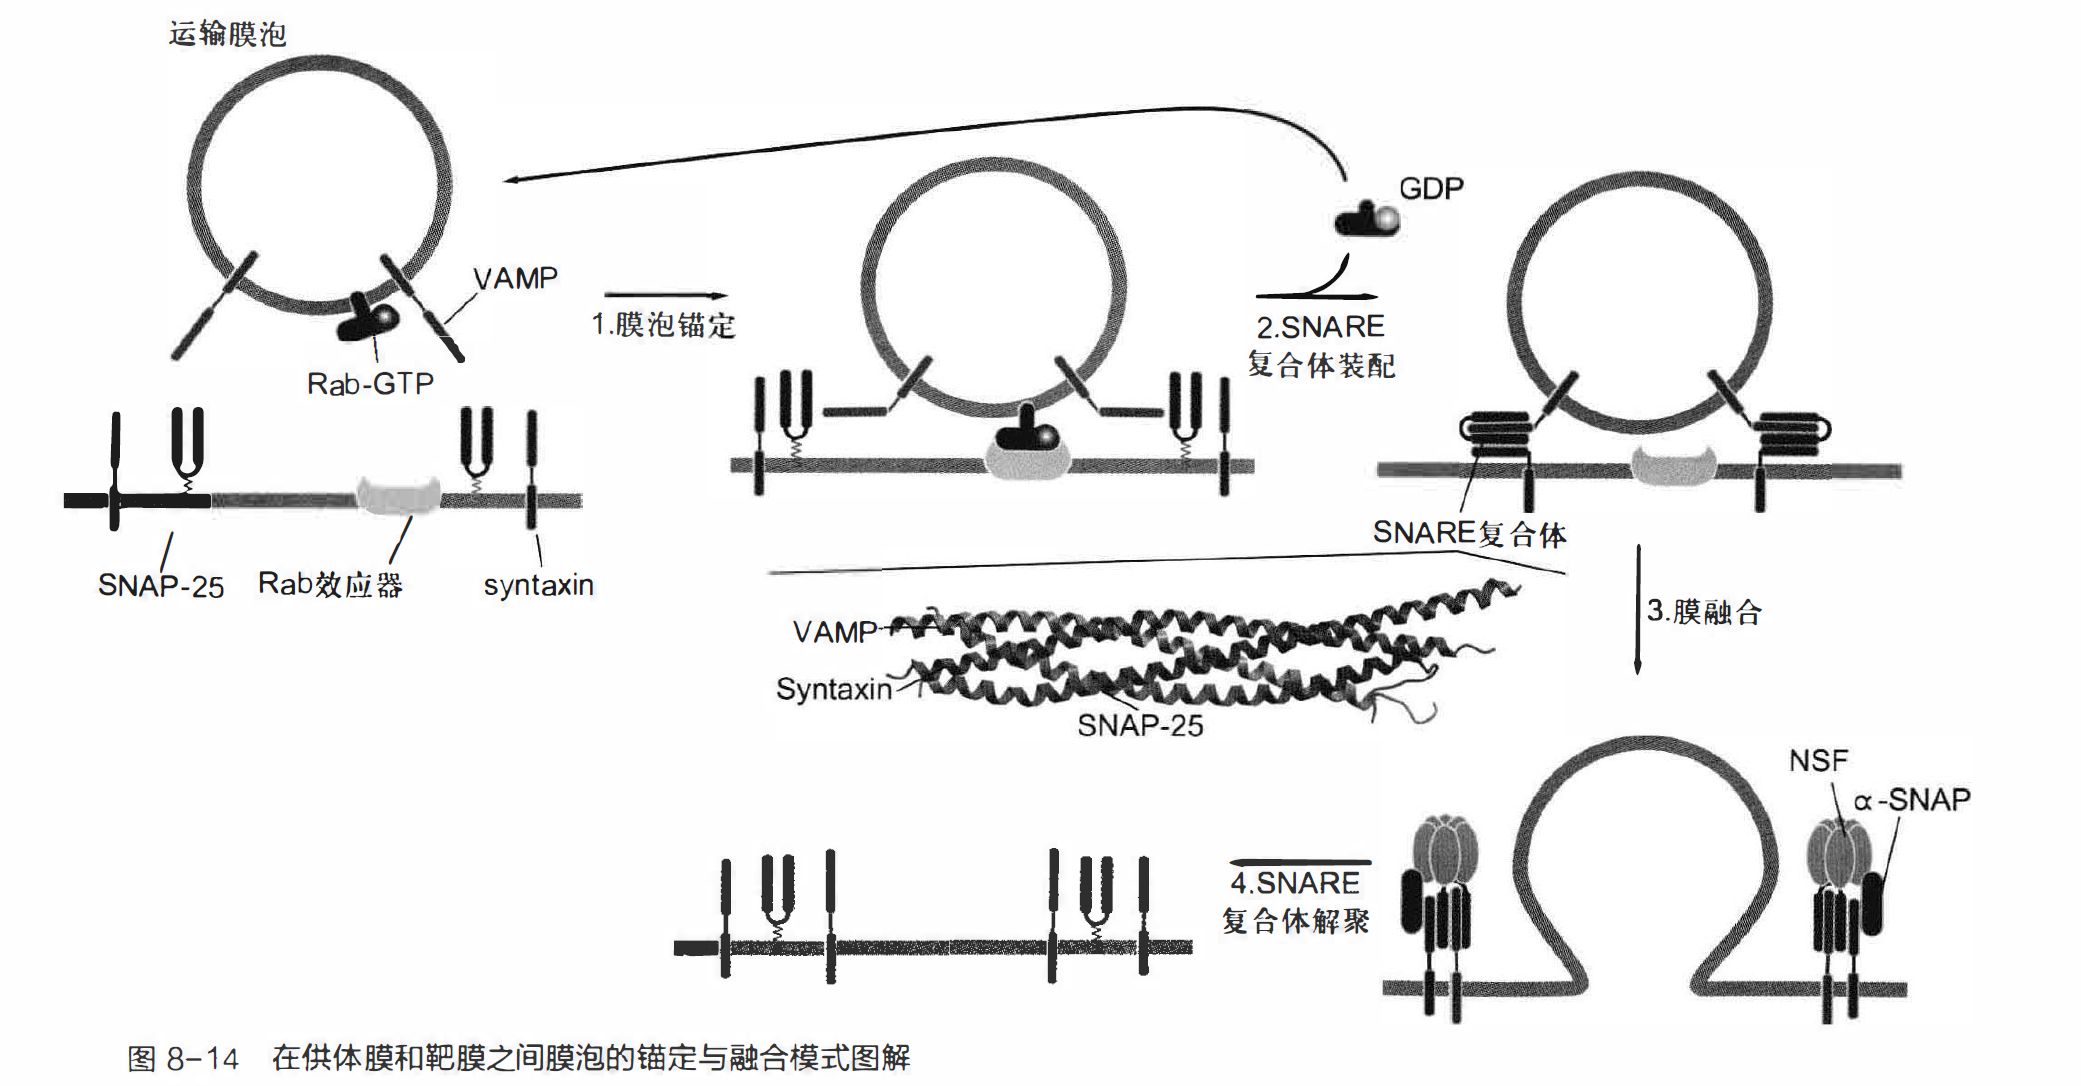 运输膜泡
VAMP
Rab-GTP
SNAP-25
Rab效应器
syntaxin
1.膜泡锚定
GDP
2.SNARE
复合体装配
SNARE复合体
VAMP
Syntaxin
SNAP-25
3.膜融合
NSF
α-SNAP
4.SNARE
复合体解聚
图 8-14 在供体膜和靶膜之间膜泡的锚定与融合模式图解